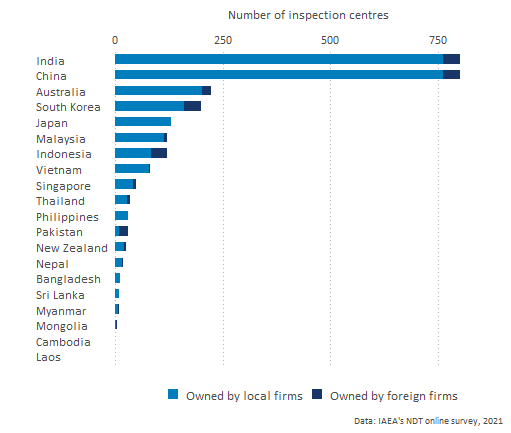 Number of inspection centres
0 250 500 750
India
China
Australia
South Korea
Japan
Malaysia
Indonesia
Vietnam
Singapore
Thailand
Philippines
Pakistan
New Zealand
Nepal
Bangladesh
Sri Lanka
Myanmar
Mongolia
Cambodia
Laos
Owned by local firms Owned by foreign firms
Data: IAEA's NDT online survey, 2021